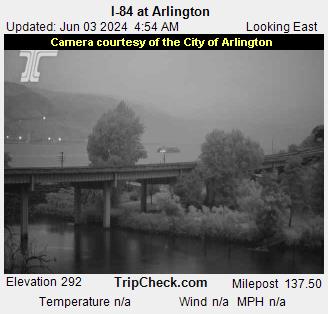 I-84 at Arlington
Updated: Jun 03 2024 4:54 AM Looking East
Camera courtesy of the City of Arlington
Elevation 292 TripCheck.com Milepost 137.50
Temperature n/a Wind n/a MPH n/a